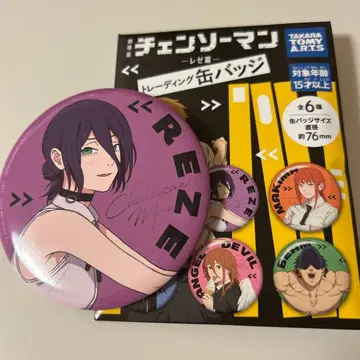 劇場版
チェンソーマン
—レゼ篇—
トレーディング缶バッジ
TAKARA
TOMY
A.R.T.S
対象年齢
15才以上
全6種
缶バッジサイズ
直径
約76mm
REZE
Chainsaw
Man
REZE
MAKIMA
ANGEL DEVIL